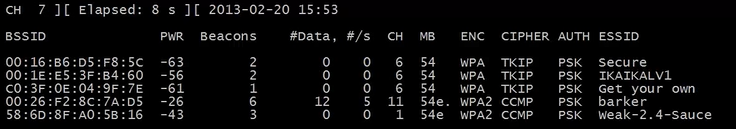 CH 7 ][ Elapsed: 8 s ][ 2013-02-20 15:53
BSSID PWR Beacons #Data, #/s CH MB ENC CIPHER AUTH ESSID
00:16:B6:D5:F8:5C -63 2 0 0 6 54 WPA TKIP PSK Secure
00:1E:E5:3F:B4:60 -56 2 0 0 6 54 WPA TKIP PSK IKAIKALV1
C0:3F:0E:04:9F:7E -61 1 0 0 6 54 WPA TKIP PSK Get your own
00:26:F2:8C:7A:D5 -26 6 12 5 11 54e. WPA2 CCMP PSK barker
58:6D:8F:A0:5B:16 -43 3 0 0 1 54e WPA2 CCMP PSK Weak-2.4-Sauce